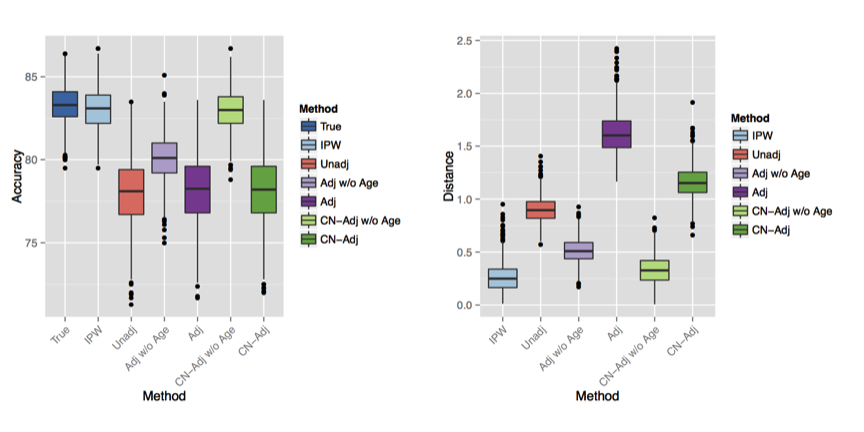 85
80
75
Accuracy
True
IPW
Unadj
Adj w/o Age
Adj
CN−Adj w/o Age
CN−Adj
Method
Method
True
IPW
Unadj
Adj w/o Age
Adj
CN−Adj w/o Age
CN−Adj
2.5
2.0
1.5
1.0
0.5
0.0
Distance
IPW
Unadj
Adj w/o Age
Adj
CN−Adj w/o Age
CN−Adj
Method
Method
IPW
Unadj
Adj w/o Age
Adj
CN−Adj w/o Age
CN−Adj